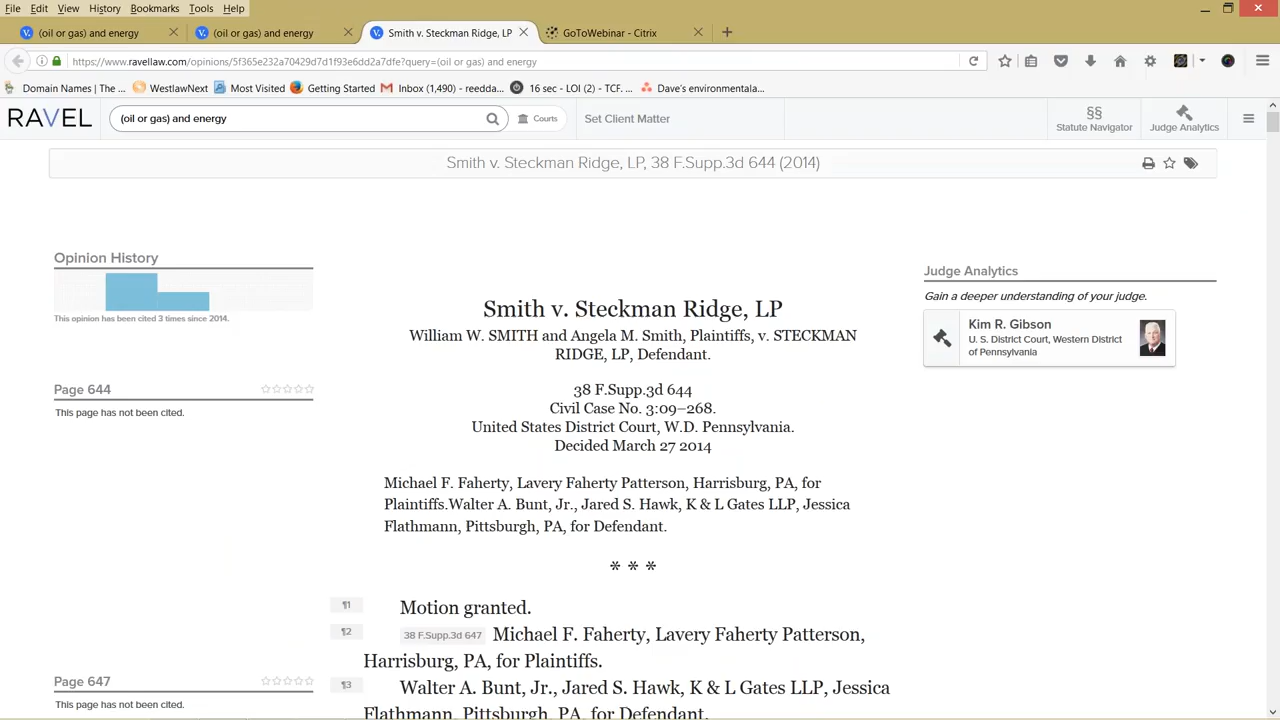 File Edit View History Bookmarks Tools Help
(oil or gas) and energy (oil or gas) and energy Smith v. Steckman Ridge, LP GoToWebinar - Citrix
https://www.ravellaw.com/opinions/5f365e232a70429d7d1f93e6dd2a7dfe?query=(oil or gas) and energy
Domain Names | The ... WestlawNext Most Visited Getting Started Inbox (1,490) - reedda... 16 sec - LOI (2) - TCF. ... Dave's environmental...
RAVEL (oil or gas) and energy Courts Set Client Matter §§ Statute Navigator Judge Analytics
Smith v. Steckman Ridge, LP, 38 F.Supp.3d 644 (2014)
Opinion History
This opinion has been cited 3 times since 2014.
Judge Analytics
Gain a deeper understanding of your judge.
Kim R. Gibson
U. S. District Court, Western District
of Pennsylvania
Smith v. Steckman Ridge, LP
William W. SMITH and Angela M. Smith, Plaintiffs, v. STECKMAN
RIDGE, LP, Defendant.
Page 644
This page has not been cited.
38 F.Supp.3d 644
Civil Case No. 3:09–268.
United States District Court, W.D. Pennsylvania.
Decided March 27 2014
Michael F. Faherty, Lavery Faherty Patterson, Harrisburg, PA, for
Plaintiffs.Walter A. Bunt, Jr., Jared S. Hawk, K & L Gates LLP, Jessica
Flathmann, Pittsburgh, PA, for Defendant.
* * *
¶1 Motion granted.
¶2 38 F.Supp.3d 647 Michael F. Faherty, Lavery Faherty Patterson,
Harrisburg, PA, for Plaintiffs.
Page 647
This page has not been cited.
¶3 Walter A. Bunt, Jr., Jared S. Hawk, K & L Gates LLP, Jessica
Flathmann, Pittsburgh, PA, for Defendant.